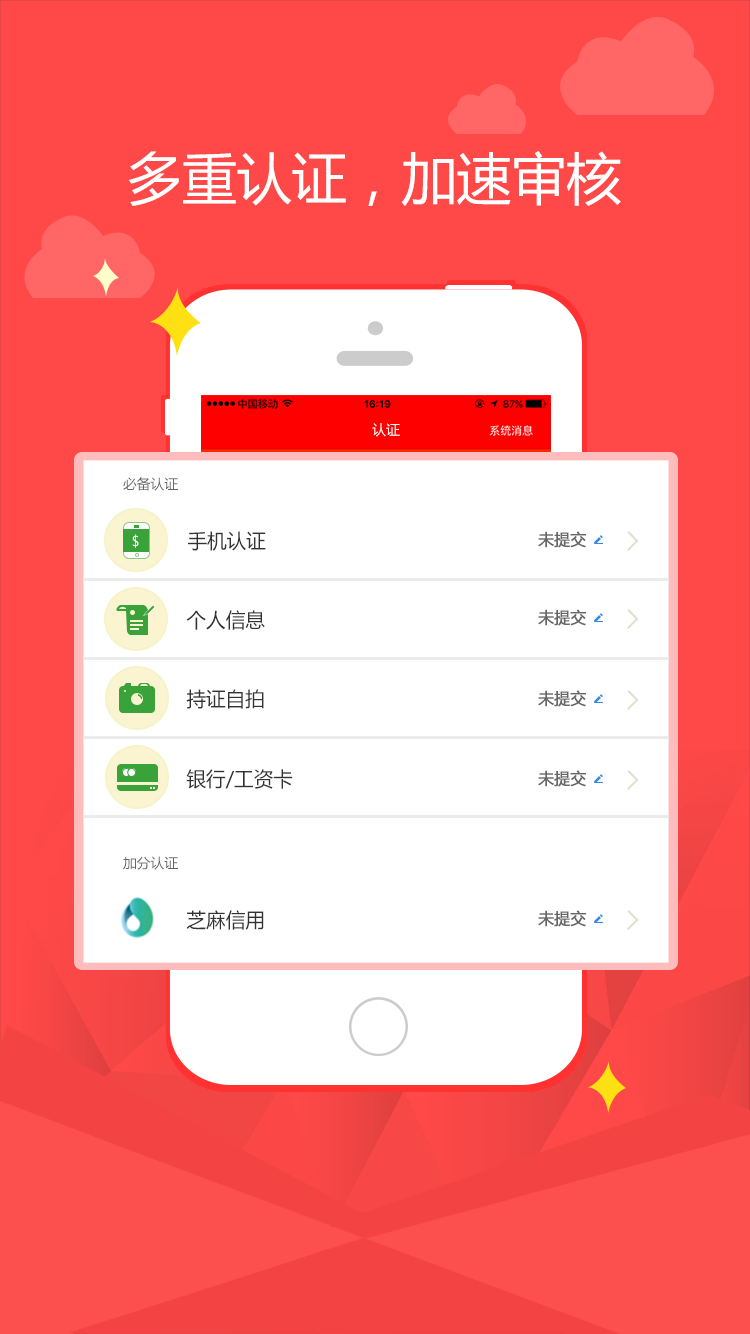 多重认证，加速审核
中国移动 16:19 87%
认证 系统消息
必备认证
$
手机认证 未提交
个人信息 未提交
持证自拍 未提交
银行/工资卡 未提交
加分认证
芝麻信用 未提交